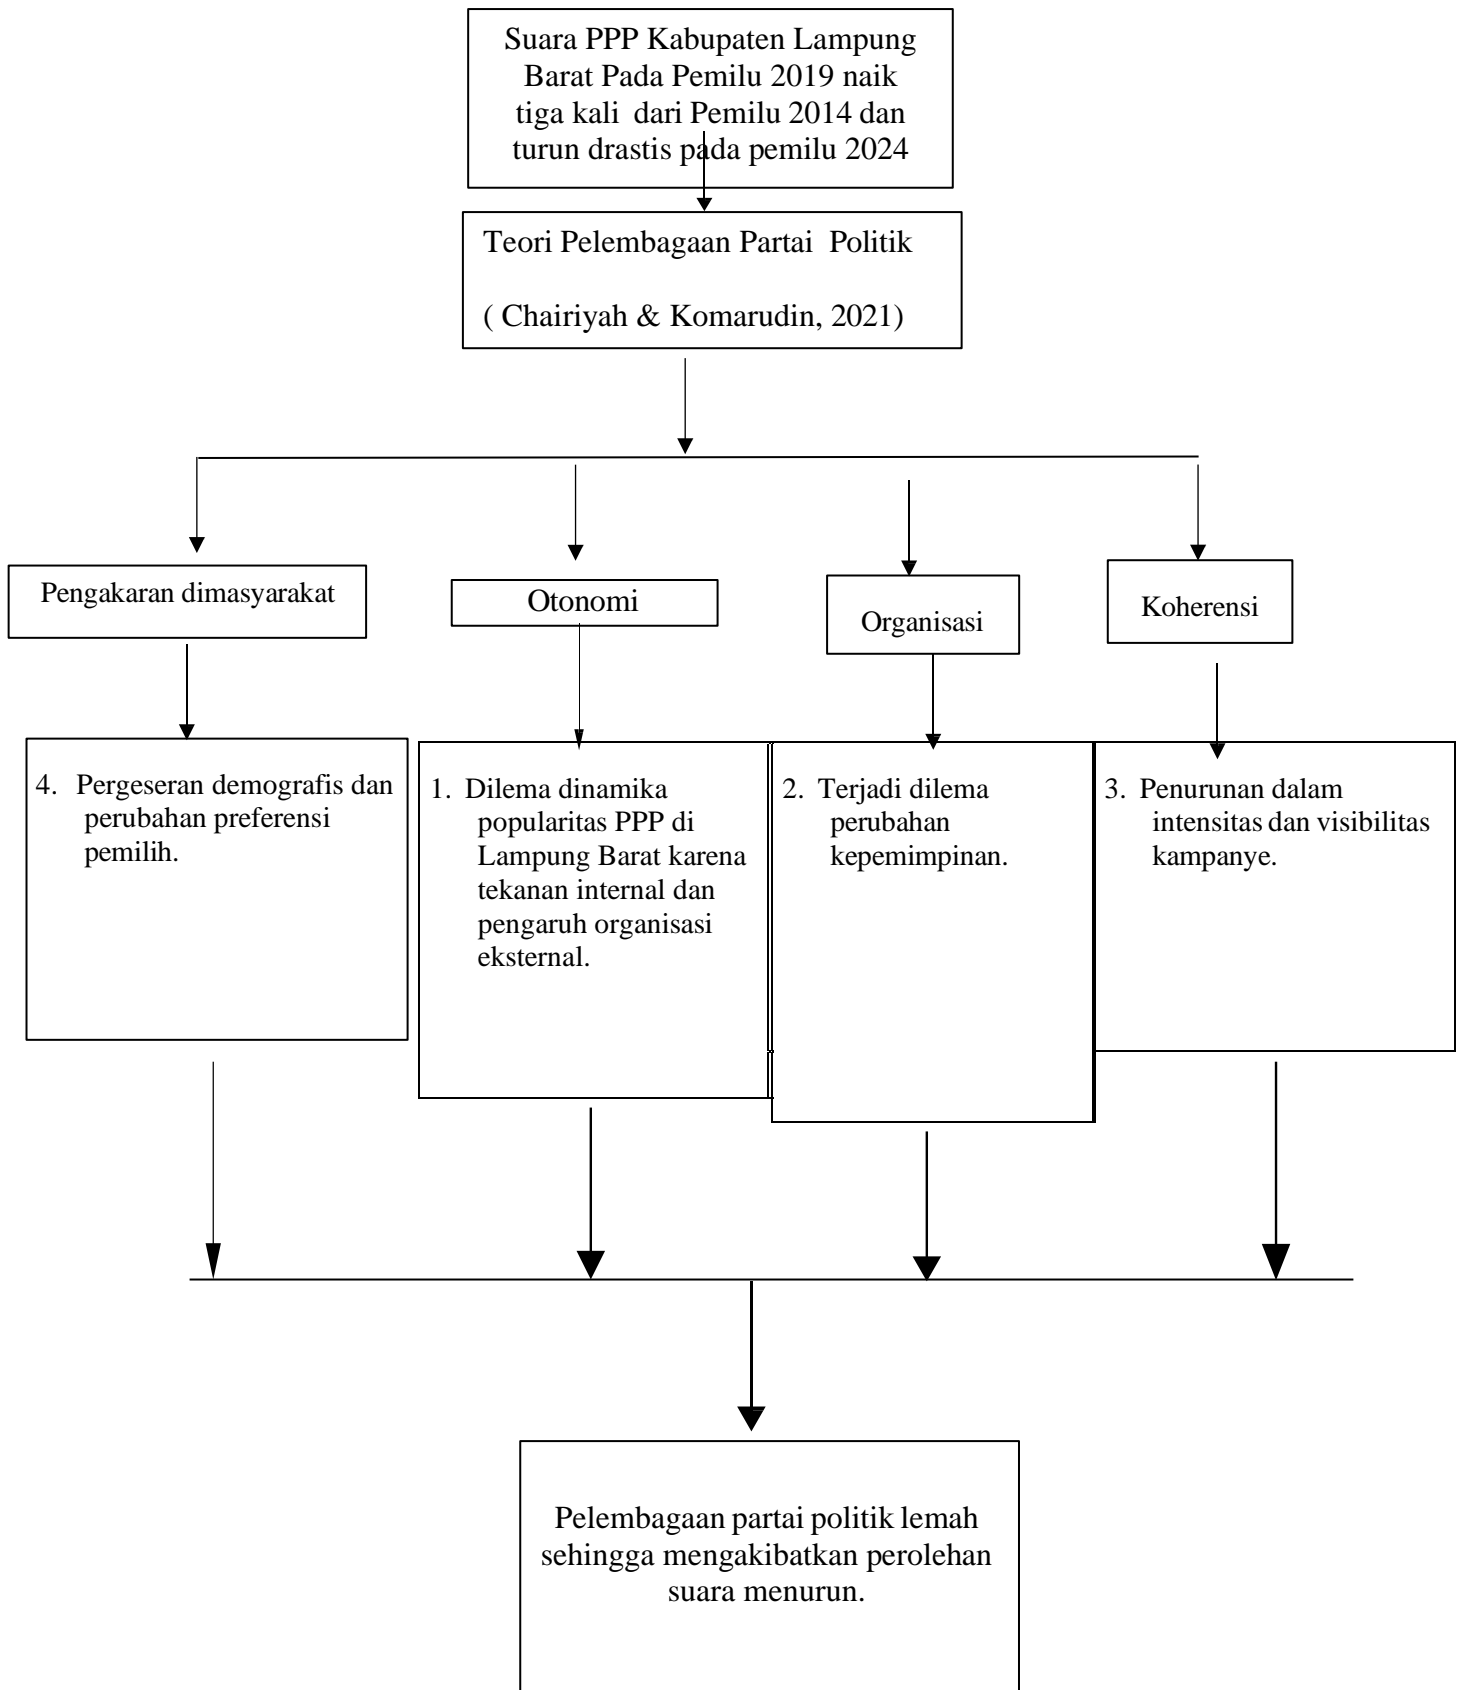 Suara PPP Kabupaten Lampung
Barat Pada Pemilu 2019 naik
tiga kali dari Pemilu 2014 dan
turun drastis pada pemilu 2024
Teori Pelembagaan Partai Politik
( Chairiyah & Komarudin, 2021)
Pengakaran dimasyarakat
Otonomi
Organisasi
Koherensi
4. Pergeseran demografis dan
perubahan preferensi
pemilih.
1. Dilema dinamika
popularitas PPP di
Lampung Barat karena
tekanan internal dan
pengaruh organisasi
eksternal.
2. Terjadi dilema
perubahan
kepemimpinan.
3. Penurunan dalam
intensitas dan visibilitas
kampanye.
Pelembagaan partai politik lemah
sehingga mengakibatkan perolehan
suara menurun.